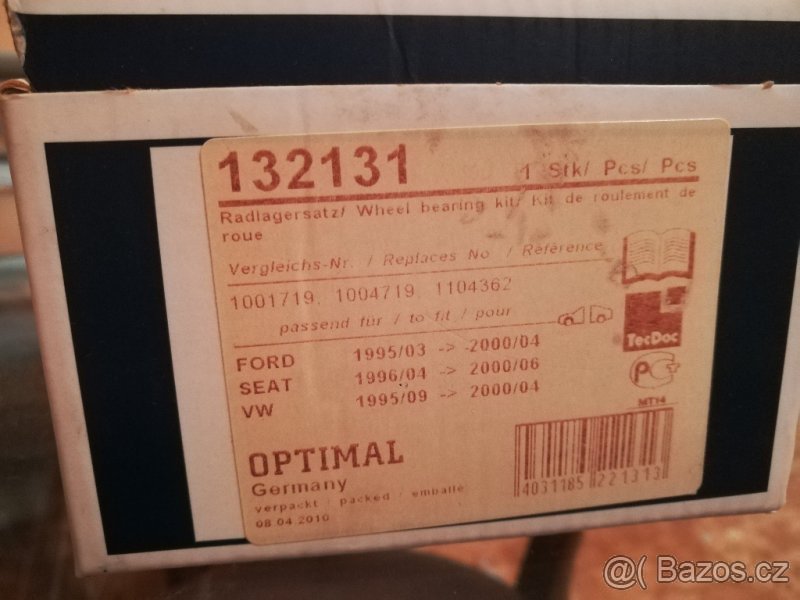 132131 1 Stk/ Pcs/ Pcs
Radlagersatz/ Wheel bearing kit/ Kit de roulement de
roue
Vergleichs-Nr. / Replaces No. / Référence
1001719, 1004719, 1104362
passend für / to fit / pour
FORD 1995/03 -> -2000/04
SEAT 1996/04 -> 2000/06
VW 1995/09 -> 2000/04
TecDoc
PC+
MT14
OPTIMAL
Germany
verpackt / packed / emballé
08.04.2010
4031185 221313
@( Bazos.cz